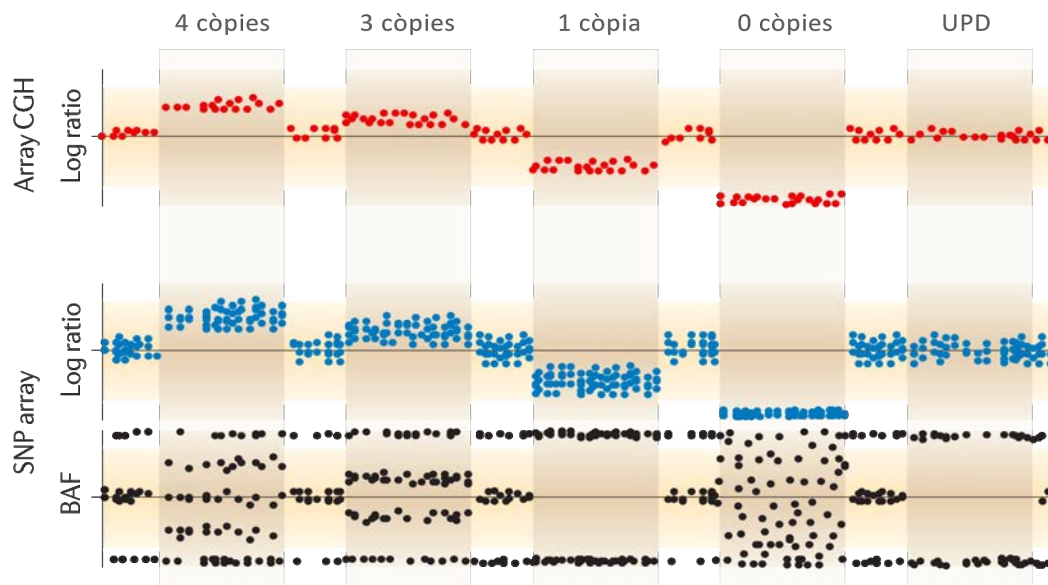 4 còpies
3 còpies
1 còpia
0 còpies
UPD
Array CGH
Log ratio
SNP array
Log ratio
BAF